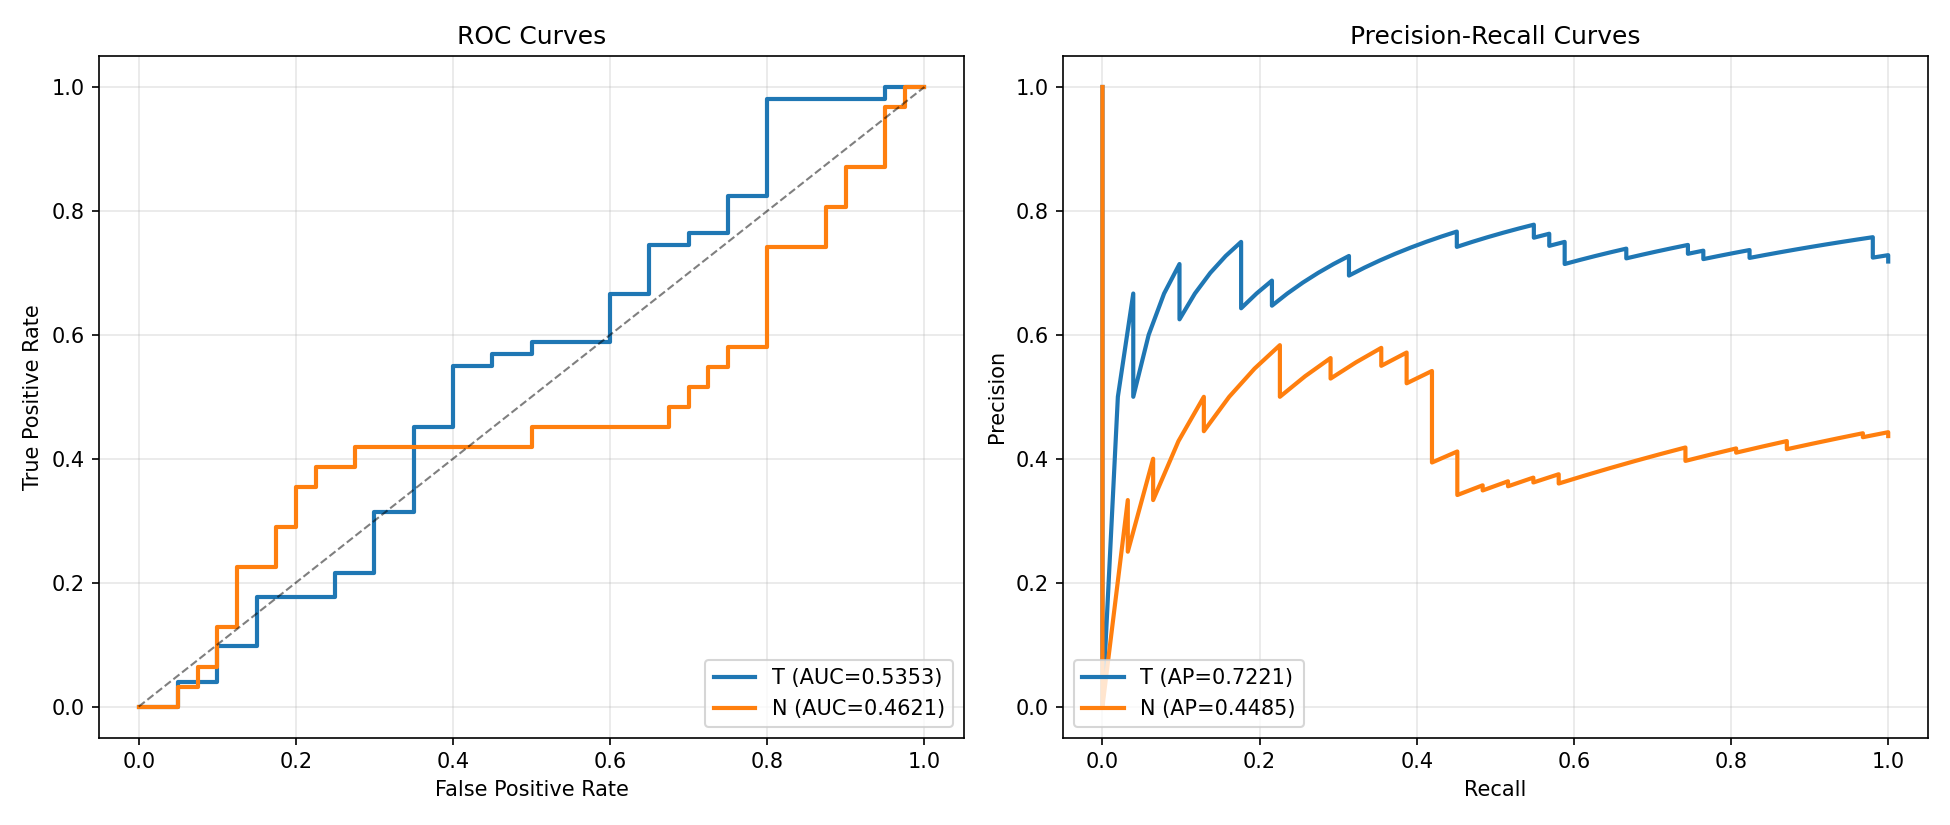 ROC Curves
True Positive Rate
1.0
0.8
0.6
0.4
0.2
0.0
T (AUC=0.5353)
N (AUC=0.4621)
0.0 0.2 0.4 0.6 0.8 1.0
False Positive Rate
Precision-Recall Curves
Precision
1.0
0.8
0.6
0.4
0.2
0.0
T (AP=0.7221)
N (AP=0.4485)
0.0 0.2 0.4 0.6 0.8 1.0
Recall